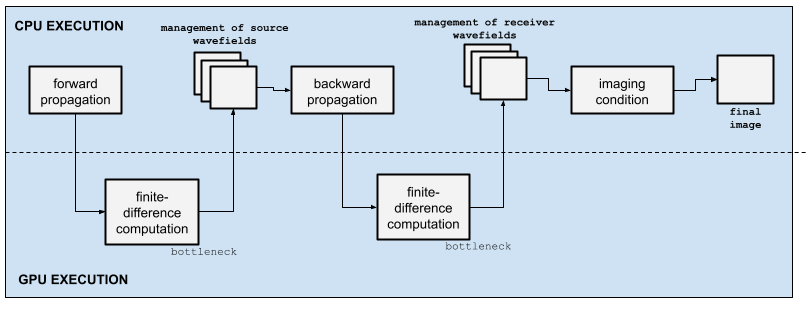 CPU EXECUTION
management of source
wavefields
management of receiver
wavefields
forward
propagation
backward
propagation
imaging
condition
final
image
finite-
difference
computation
bottleneck
finite-
difference
computation
bottleneck
GPU EXECUTION